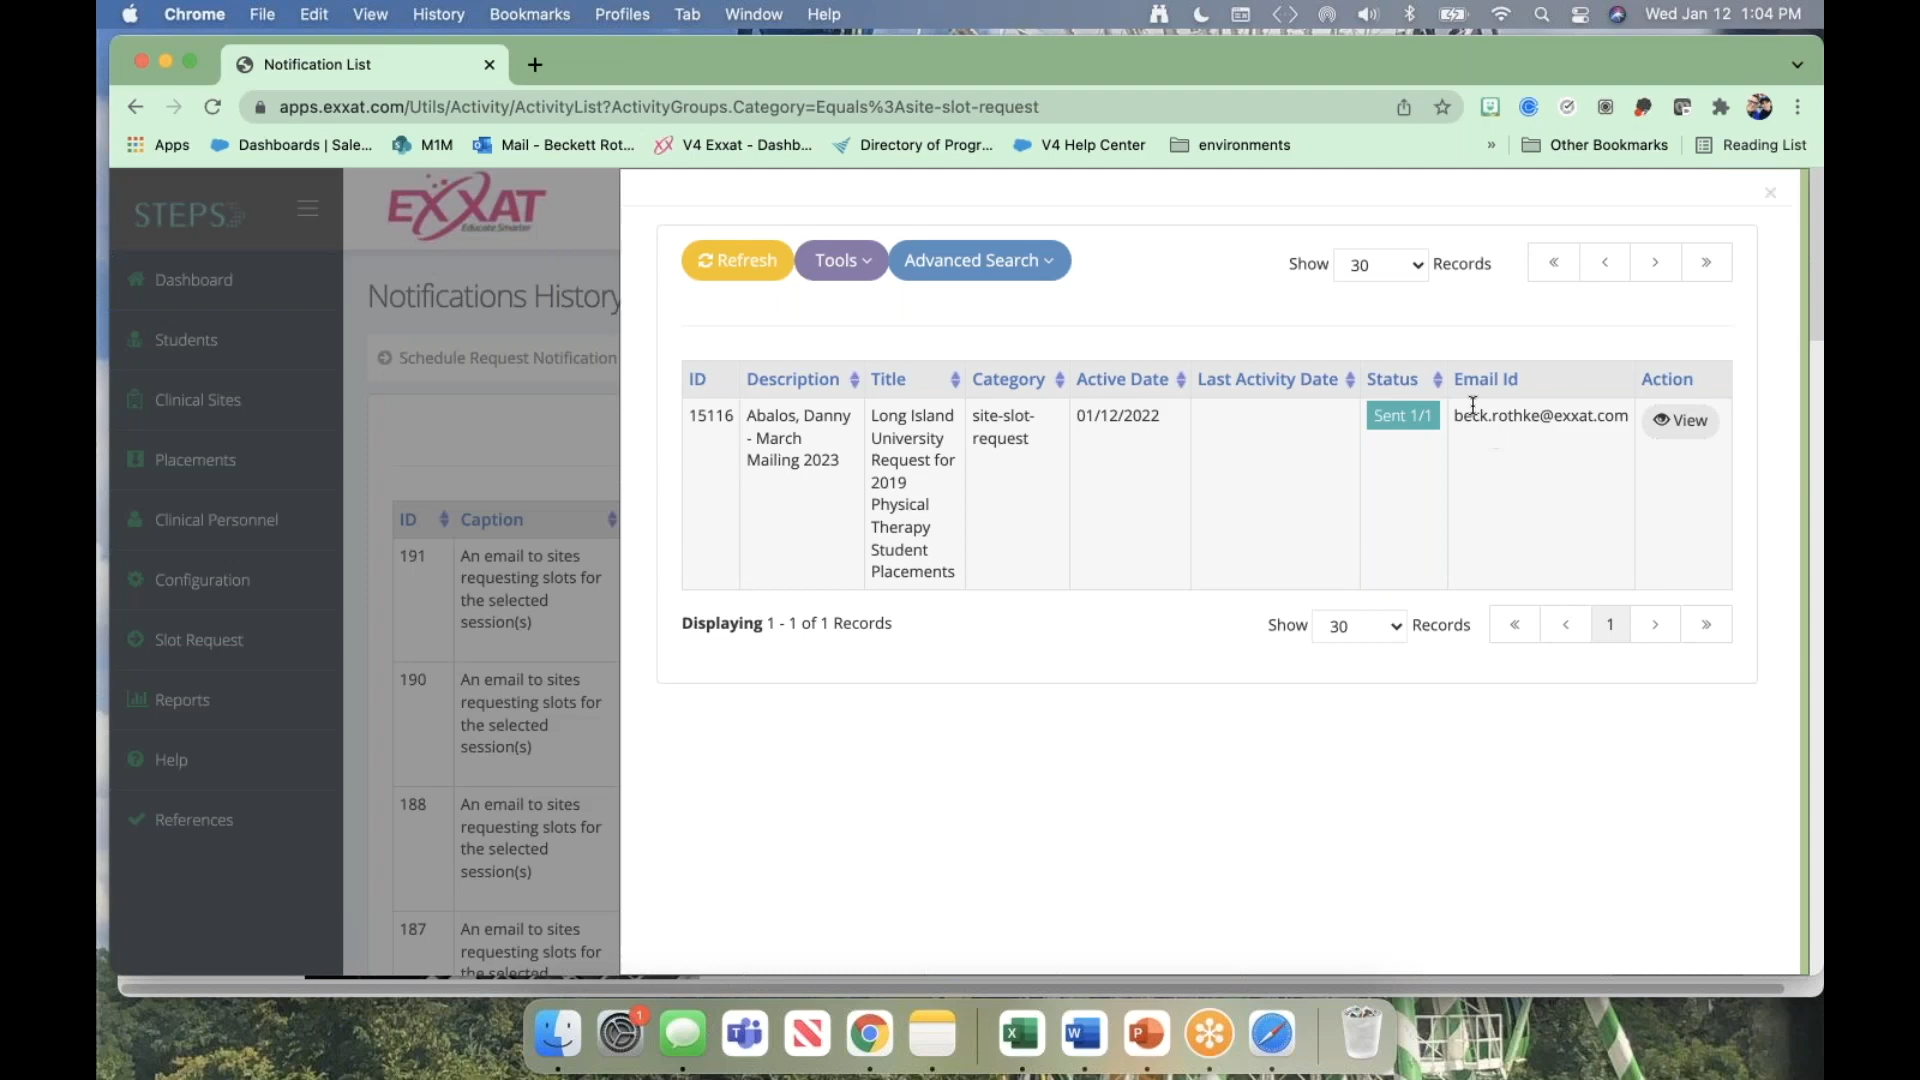 Chrome File Edit View History Bookmarks Profiles Tab Window Help Wed Jan 12 1:04 PM
Notification List
apps.exxat.com/Utils/Activity/ActivityList?ActivityGroups.Category=Equals%3Asite-slot-request
Apps Dashboards | Sale... M1M Mail - Beckett Rot... V4 Exxat - Dashb... Directory of Progr... V4 Help Center environments » Other Bookmarks Reading List
STEPS
EXXAT
Educate Smarter
Dashboard
Students
Clinical Sites
Placements
Clinical Personnel
Configuration
Slot Request
Reports
Help
References
Notifications History
Schedule Request Notification
ID Caption
191 An email to sites
requesting slots for
the selected
session(s)
190 An email to sites
requesting slots for
the selected
session(s)
188 An email to sites
requesting slots for
the selected
session(s)
187 An email to sites
requesting slots for
the selected
Refresh Tools Advanced Search Show 30 Records « ‹ › »
ID Description Title Category Active Date Last Activity Date Status Email Id Action
15116 Abalos, Danny Long Island site-slot- 01/12/2022 Sent 1/1 beck.rothke@exxat.com View
- March University request
Mailing 2023 Request for
2019
Physical
Therapy
Student
Placements
Displaying 1 - 1 of 1 Records Show 30 Records « ‹ 1 › »
1